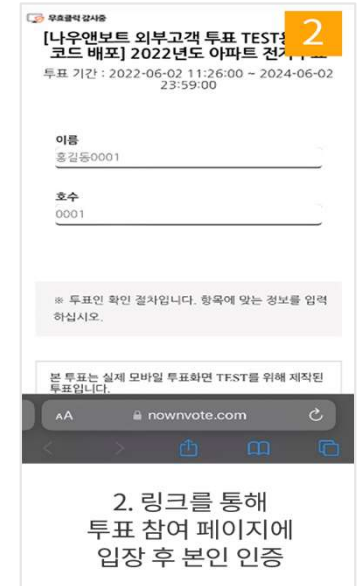 무효클릭 감사중
2
[나우앤보트 외부고객 투표 TEST
코드 배포] 2022년도 아파트
투표 기간 : 2022-06-02 11:26:00 ~ 2024-06-02
23:59:00
이름
홍길동0001
호수
0001
※ 투표인 확인 절차입니다. 항목에 맞는 정보를 입력
하십시오.
본 투표는 실제 모바일 투표화면 TEST를 위해 제작된
투표입니다.
AA
nownvote.com
2. 링크를 통해
투표 참여 페이지에
입장 후 본인 인증